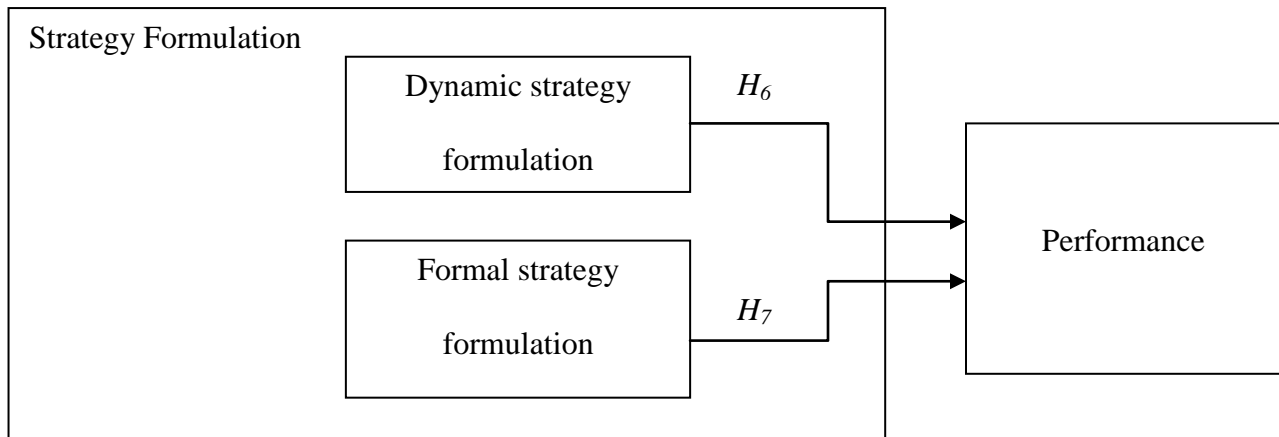 Strategy Formulation
Dynamic strategy
formulation
H6
Formal strategy
formulation
H7
Performance